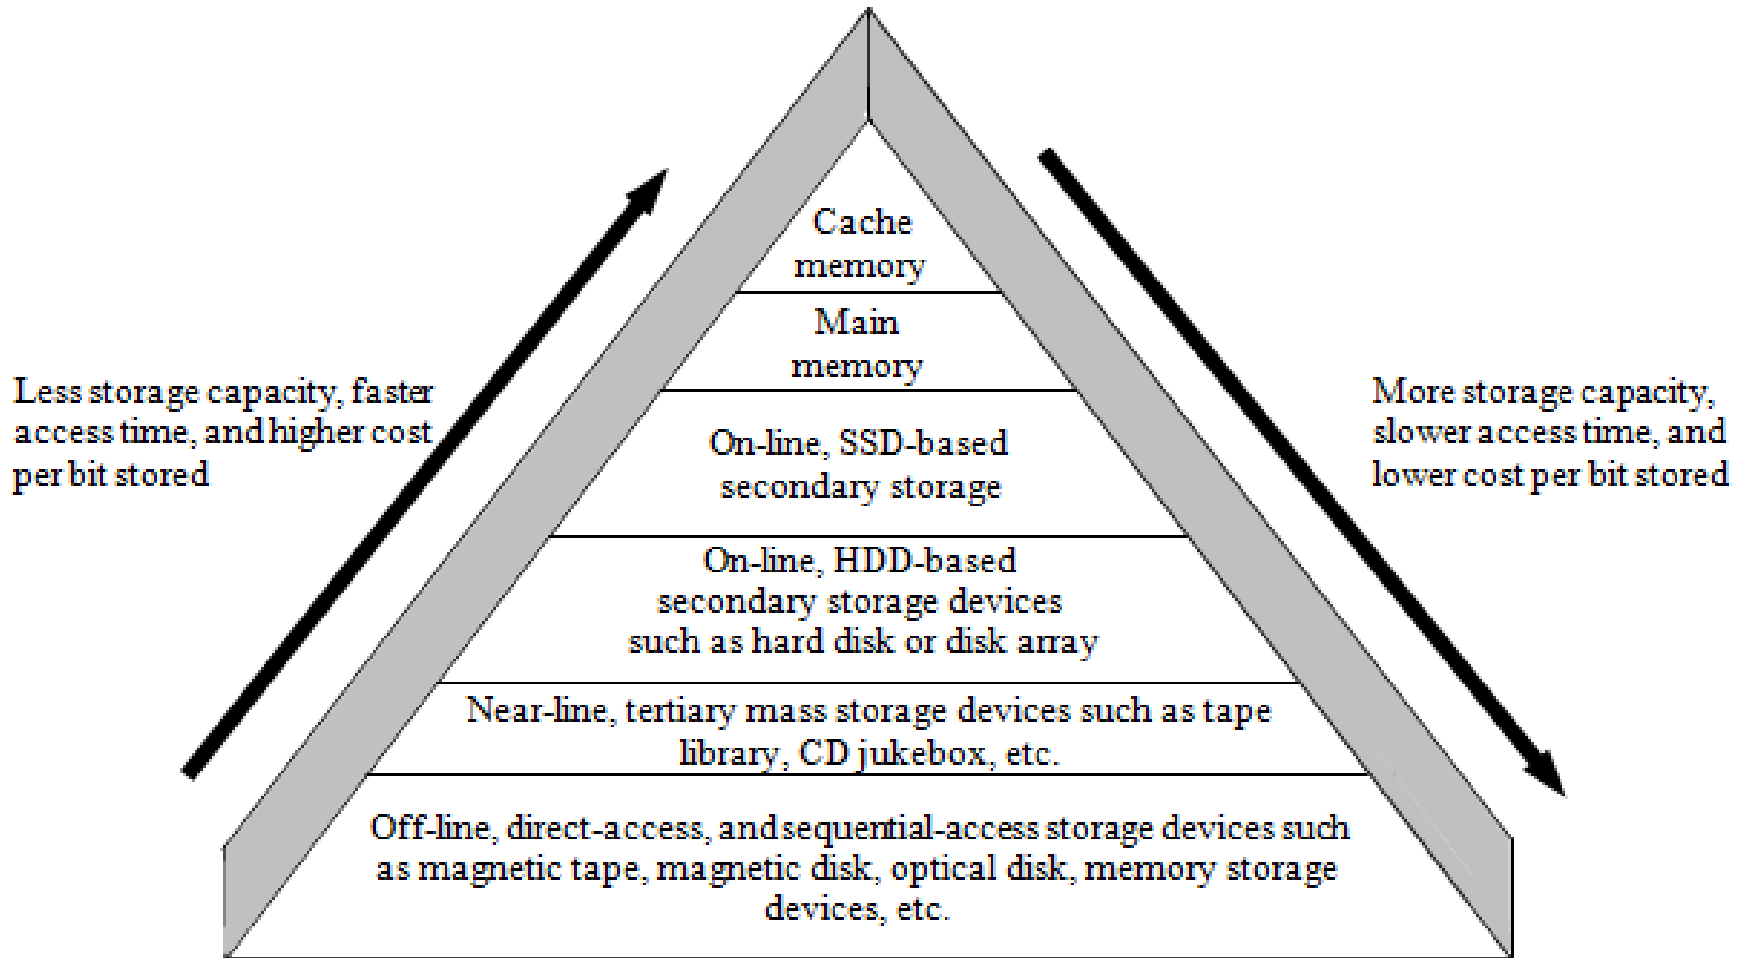 Cache
memory
Main
memory
Less storage capacity, faster
access time, and higher cost
per bit stored
More storage capacity,
slower access time, and
lower cost per bit stored
On-line, SSD-based
secondary storage
On-line, HDD-based
secondary storage devices
such as hard disk or disk array
Near-line, tertiary mass storage devices such as tape
library, CD jukebox, etc.
Off-line, direct-access, and sequential-access storage devices such
as magnetic tape, magnetic disk, optical disk, memory storage
devices, etc.